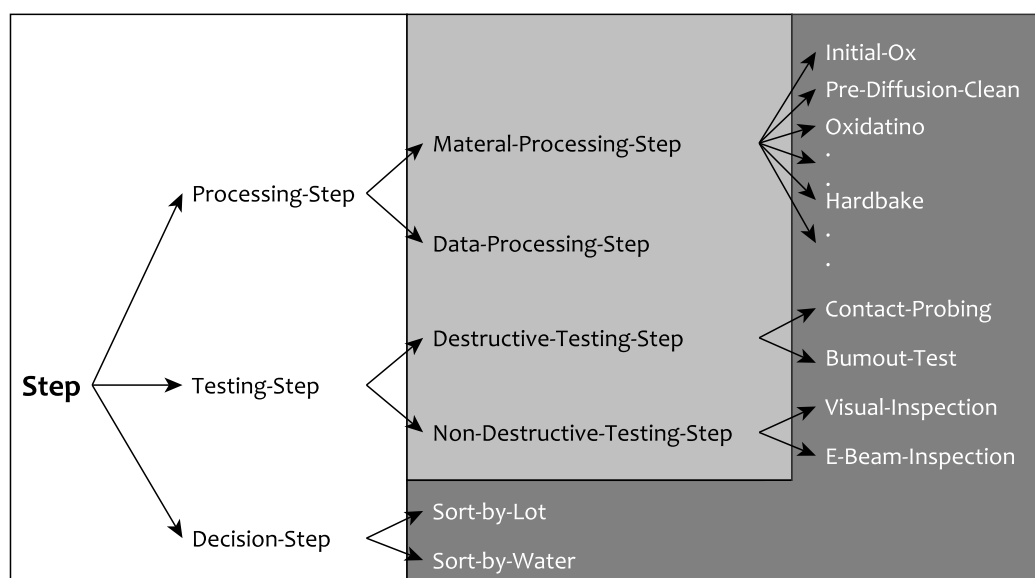 Step
Processing-Step
Testing-Step
Decision-Step
Materal-Processing-Step
Data-Processing-Step
Destructive-Testing-Step
Non-Destructive-Testing-Step
Sort-by-Lot
Sort-by-Water
Initial-Ox
Pre-Diffusion-Clean
Oxidatino
.
.
Hardbake
.
.
Contact-Probing
Bumout-Test
Visual-Inspection
E-Beam-Inspection